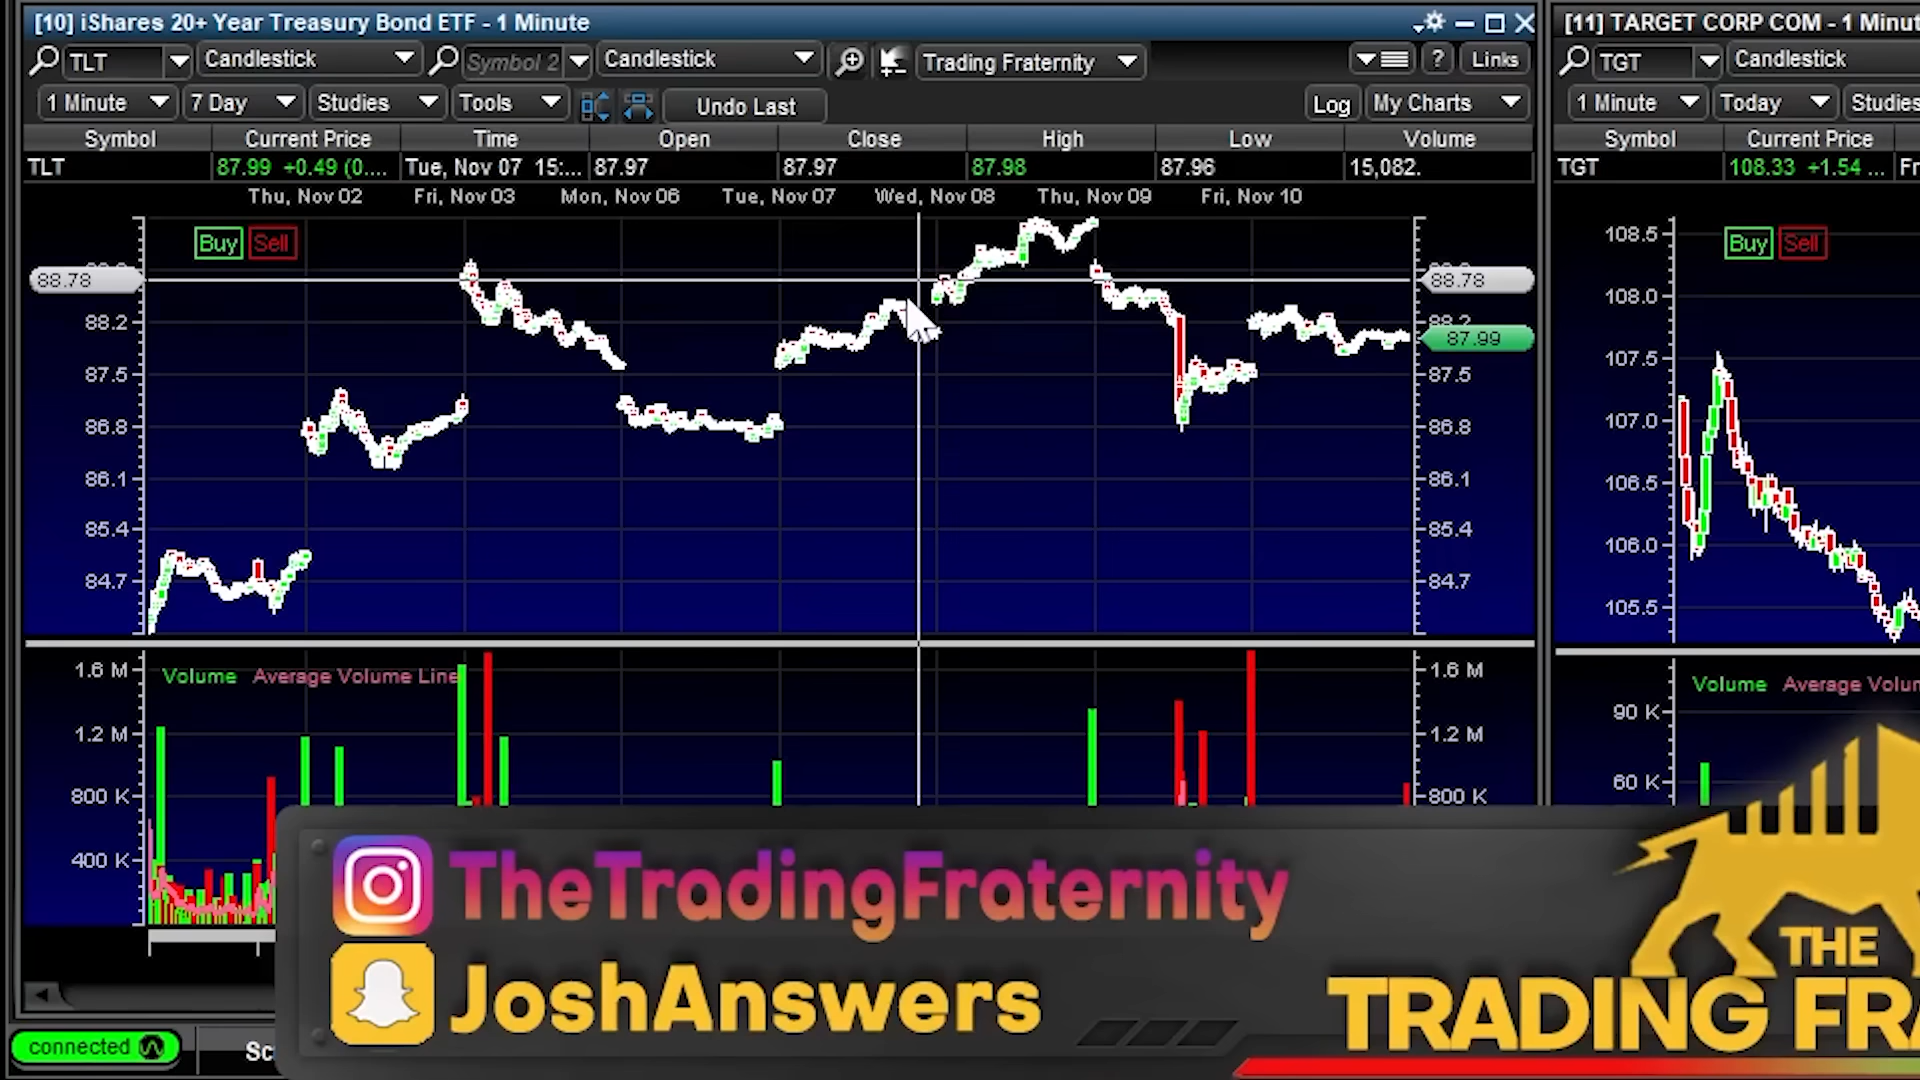 [10] iShares 20+ Year Treasury Bond ETF - 1 Minute
TLT Candlestick Symbol 2 Candlestick Trading Fraternity ? Links
1 Minute 7 Day Studies Tools Undo Last Log My Charts
Symbol Current Price Time Open Close High Low Volume
TLT 87.99 +0.49 (0.... Tue, Nov 07 15:... 87.97 87.97 87.98 87.96 15,082.
Thu, Nov 02 Fri, Nov 03 Mon, Nov 06 Tue, Nov 07 Wed, Nov 08 Thu, Nov 09 Fri, Nov 10
Buy Sell
88.78 88.78
88.2 88.2
87.99
87.5 87.5
86.8 86.8
86.1 86.1
85.4 85.4
84.7 84.7
Volume Average Volume Line
1.6 M 1.6 M
1.2 M 1.2 M
800 K 800 K
400 K
[11] TARGET CORP COM - 1 Minut
TGT Candlestick
1 Minute Today Studies
Symbol Current Price
TGT 108.33 +1.54 ... Fr
Buy Sell
108.5
108.0
107.5
107.0
106.5
106.0
105.5
Volume Average Volum
90 K
60 K
TheTradingFraternity
JoshAnswers
THE
TRADING FRA
connected
Sc